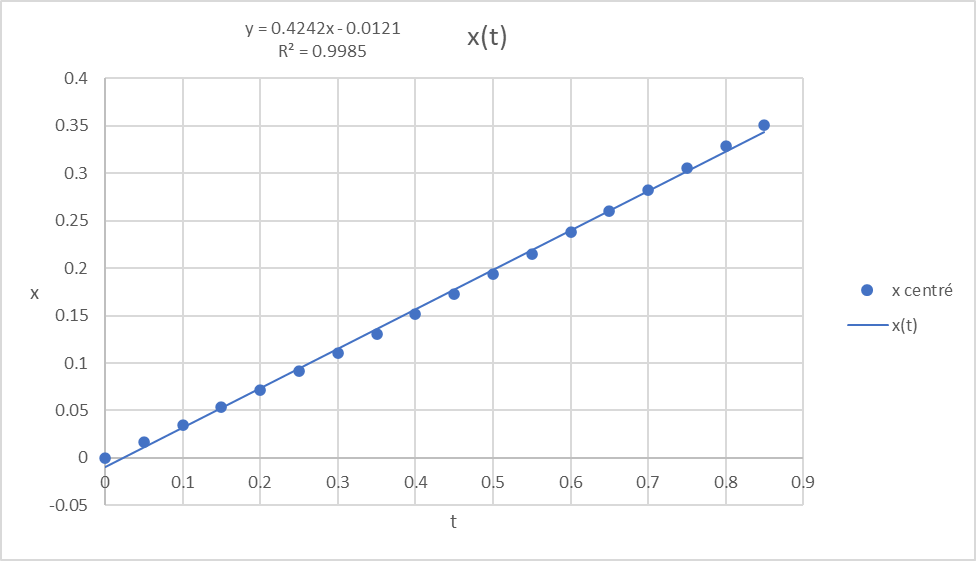 y = 0.4242x - 0.0121
R² = 0.9985
x(t)
0.4
0.35
0.3
0.25
0.2
0.15
0.1
0.05
0
-0.05
x
0 0.1 0.2 0.3 0.4 0.5 0.6 0.7 0.8 0.9
t
x centré
x(t)